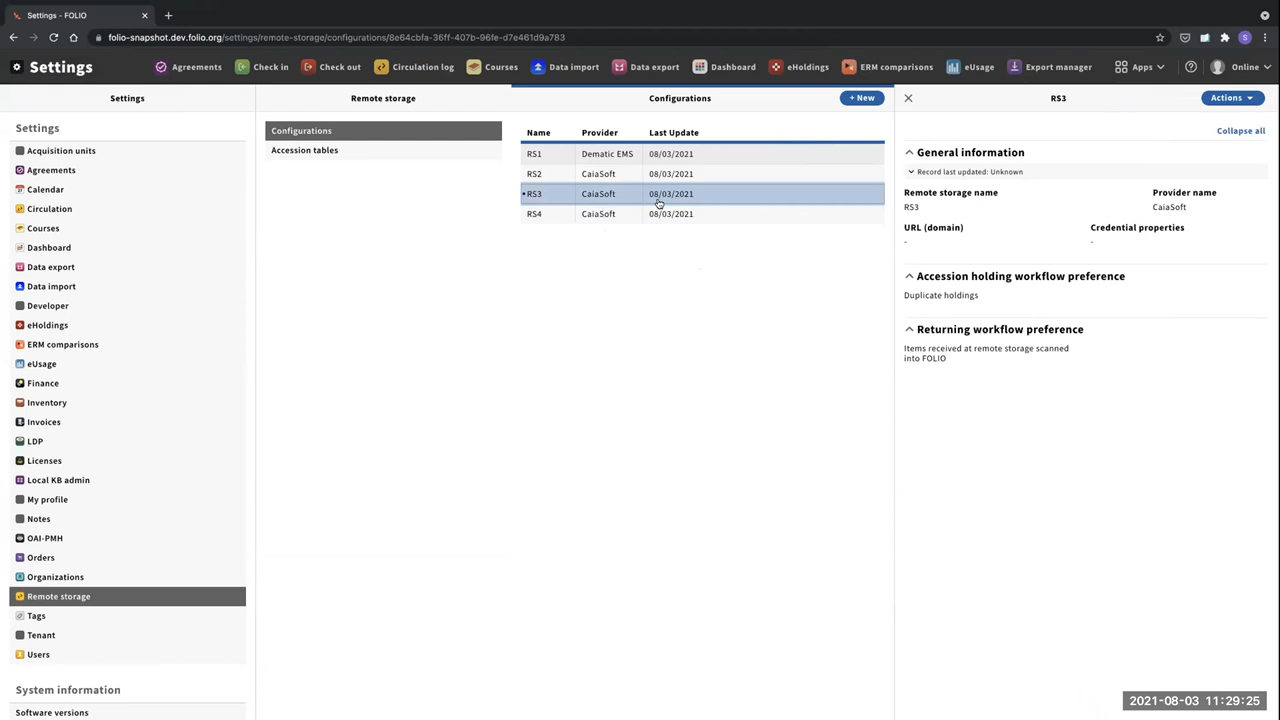 Settings - FOLIO
folio-snapshot.dev.folio.org/settings/remote-storage/configurations/8e64cbfa-36ff-407b-96fe-d7e461d9a783
S
Settings
Agreements
Check in
Check out
Circulation log
Courses
Data import
Data export
Dashboard
eHoldings
ERM comparisons
eUsage
Export manager
Apps
Online
Settings
Remote storage
Configurations
+ New
RS3
Actions
Settings
Acquisition units
Agreements
Calendar
Circulation
Courses
Dashboard
Data export
Data import
Developer
eHoldings
ERM comparisons
eUsage
Finance
Inventory
Invoices
LDP
Licenses
Local KB admin
My profile
Notes
OAI-PMH
Orders
Organizations
Remote storage
Tags
Tenant
Users
System information
Software versions
Configurations
Accession tables
Name Provider Last Update
RS1 Dematic EMS 08/03/2021
RS2 CaiaSoft 08/03/2021
RS3 CaiaSoft 08/03/2021
RS4 CaiaSoft 08/03/2021
Collapse all
General information
Record last updated: Unknown
Remote storage name Provider name
RS3 CaiaSoft
URL (domain) Credential properties
- -
Accession holding workflow preference
Duplicate holdings
Returning workflow preference
Items received at remote storage scanned
into FOLIO
2021-08-03 11:29:25